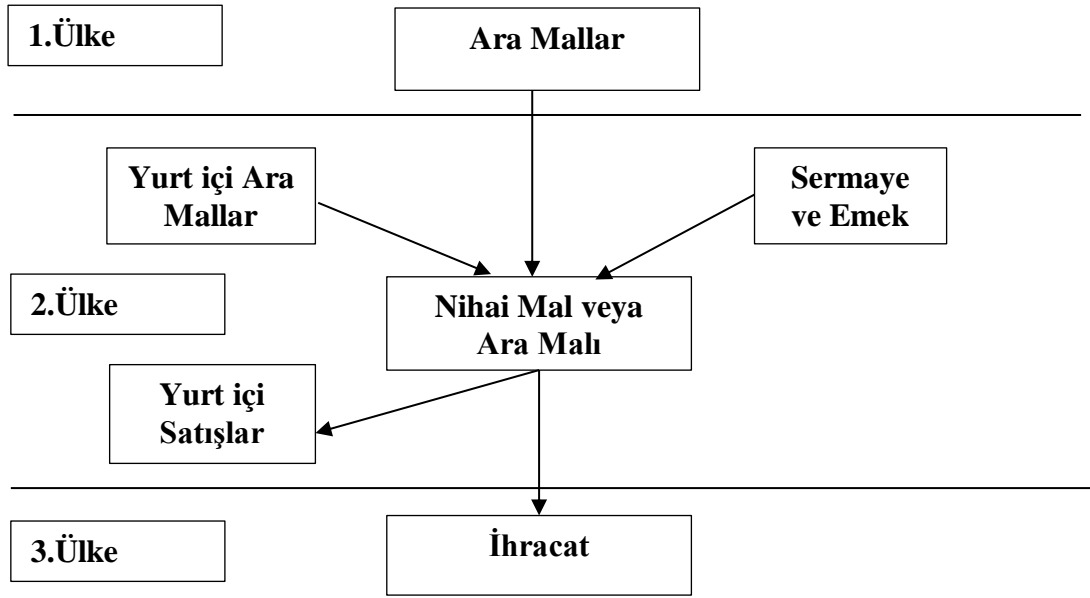 1.Ülke
Ara Mallar
Yurt içi Ara
Mallar
Sermaye
ve Emek
2.Ülke
Nihai Mal veya
Ara Malı
Yurt içi
Satışlar
3.Ülke
İhracat